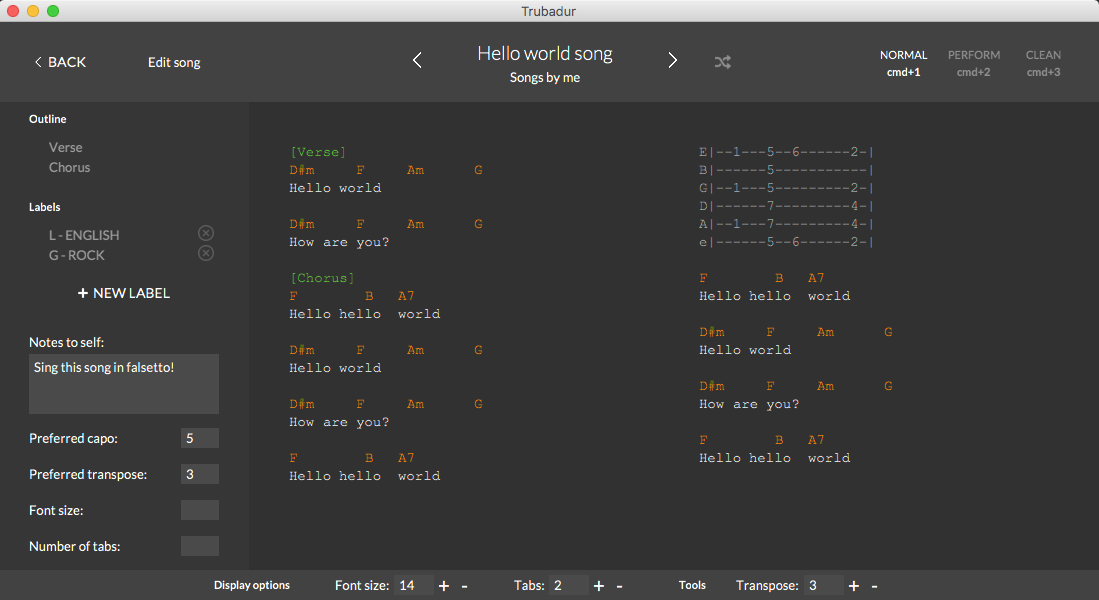 Trubadur
BACK
Edit song
Hello world song
Songs by me
NORMAL
cmd+1
PERFORM
cmd+2
CLEAN
cmd+3
Outline
Verse
Chorus
Labels
L - ENGLISH
G - ROCK
+ NEW LABEL
Notes to self:
Sing this song in falsetto!
Preferred capo: 5
Preferred transpose: 3
Font size:
Number of tabs:
[Verse]
D#m     F     Am      G
Hello world
D#m     F     Am      G
How are you?
[Chorus]
F        B   A7
Hello hello  world
D#m     F     Am      G
Hello world
D#m     F     Am      G
How are you?
F        B   A7
Hello hello  world
E|--1---5--6------2-|
B|------5-----------|
G|--1---5---------2-|
D|------7---------4-|
A|--1---7---------4-|
e|------5--6------2-|
F        B   A7
Hello hello  world
D#m     F     Am      G
Hello world
D#m     F     Am      G
How are you?
F        B   A7
Hello hello  world
Display options
Font size: 14 + -
Tabs: 2 + -
Tools
Transpose: 3 + -